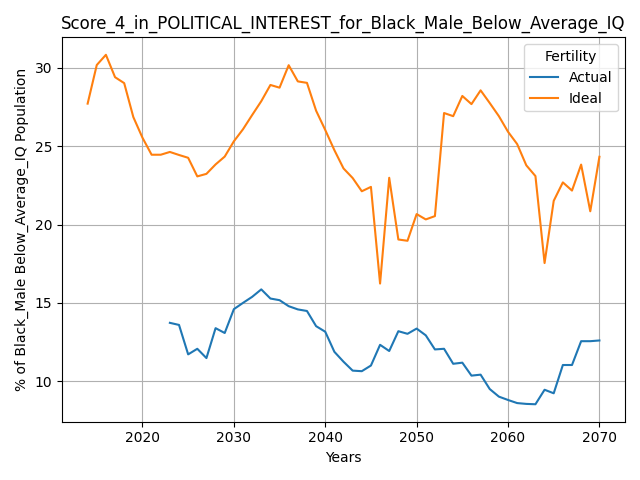 Score_4_in_POLITICAL_INTEREST_for_Black_Male_Below_Average_IQ
% of Black_Male Below_Average_IQ Population
30
25
20
15
10
Fertility
Actual
Ideal
2020 2030 2040 2050 2060 2070
Years